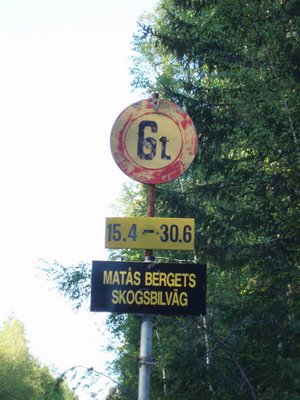 6t
15.4 - 30.6
MATÅS BERGETS
SKOGSBILVÄG